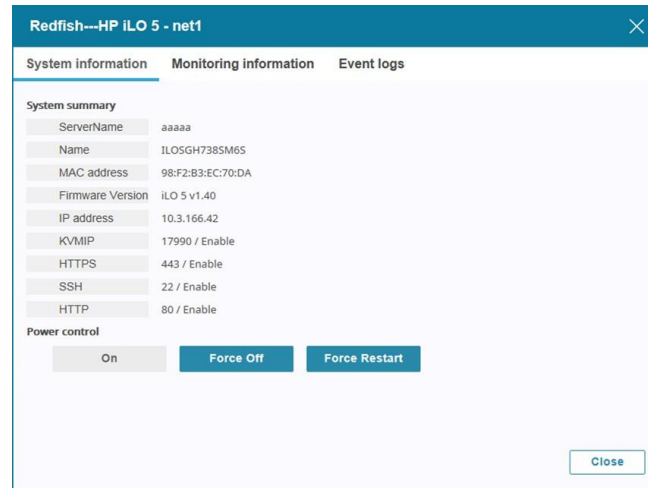 Redfish---HP iLO 5 - net1
System information Monitoring information Event logs
System summary
ServerName aaaaa
Name ILOSGH738SM6S
MAC address 98:F2:B3:EC:70:DA
Firmware Version iLO 5 v1.40
IP address 10.3.166.42
KVMIP 17990 / Enable
HTTPS 443 / Enable
SSH 22 / Enable
HTTP 80 / Enable
Power control
On Force Off Force Restart
Close